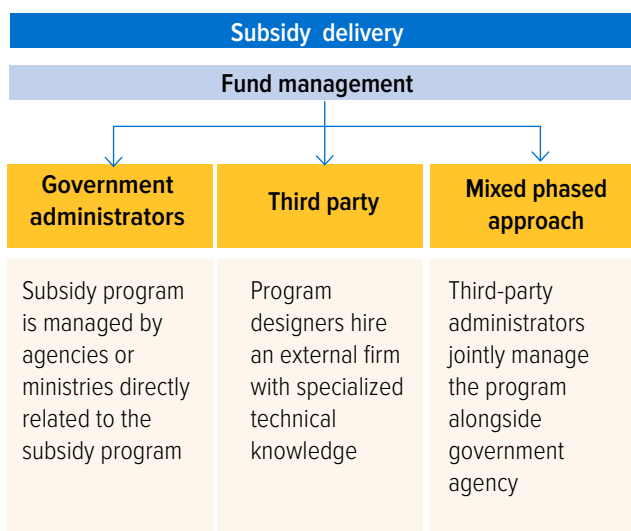 Subsidy delivery
Fund management
Government
administrators
Third party
Mixed phased
approach
Subsidy program
is managed by
agencies or
ministries directly
related to the
subsidy program
Program
designers hire
an external firm
with specialized
technical
knowledge
Third-party
administrators
jointly manage
the program
alongside
government
agency